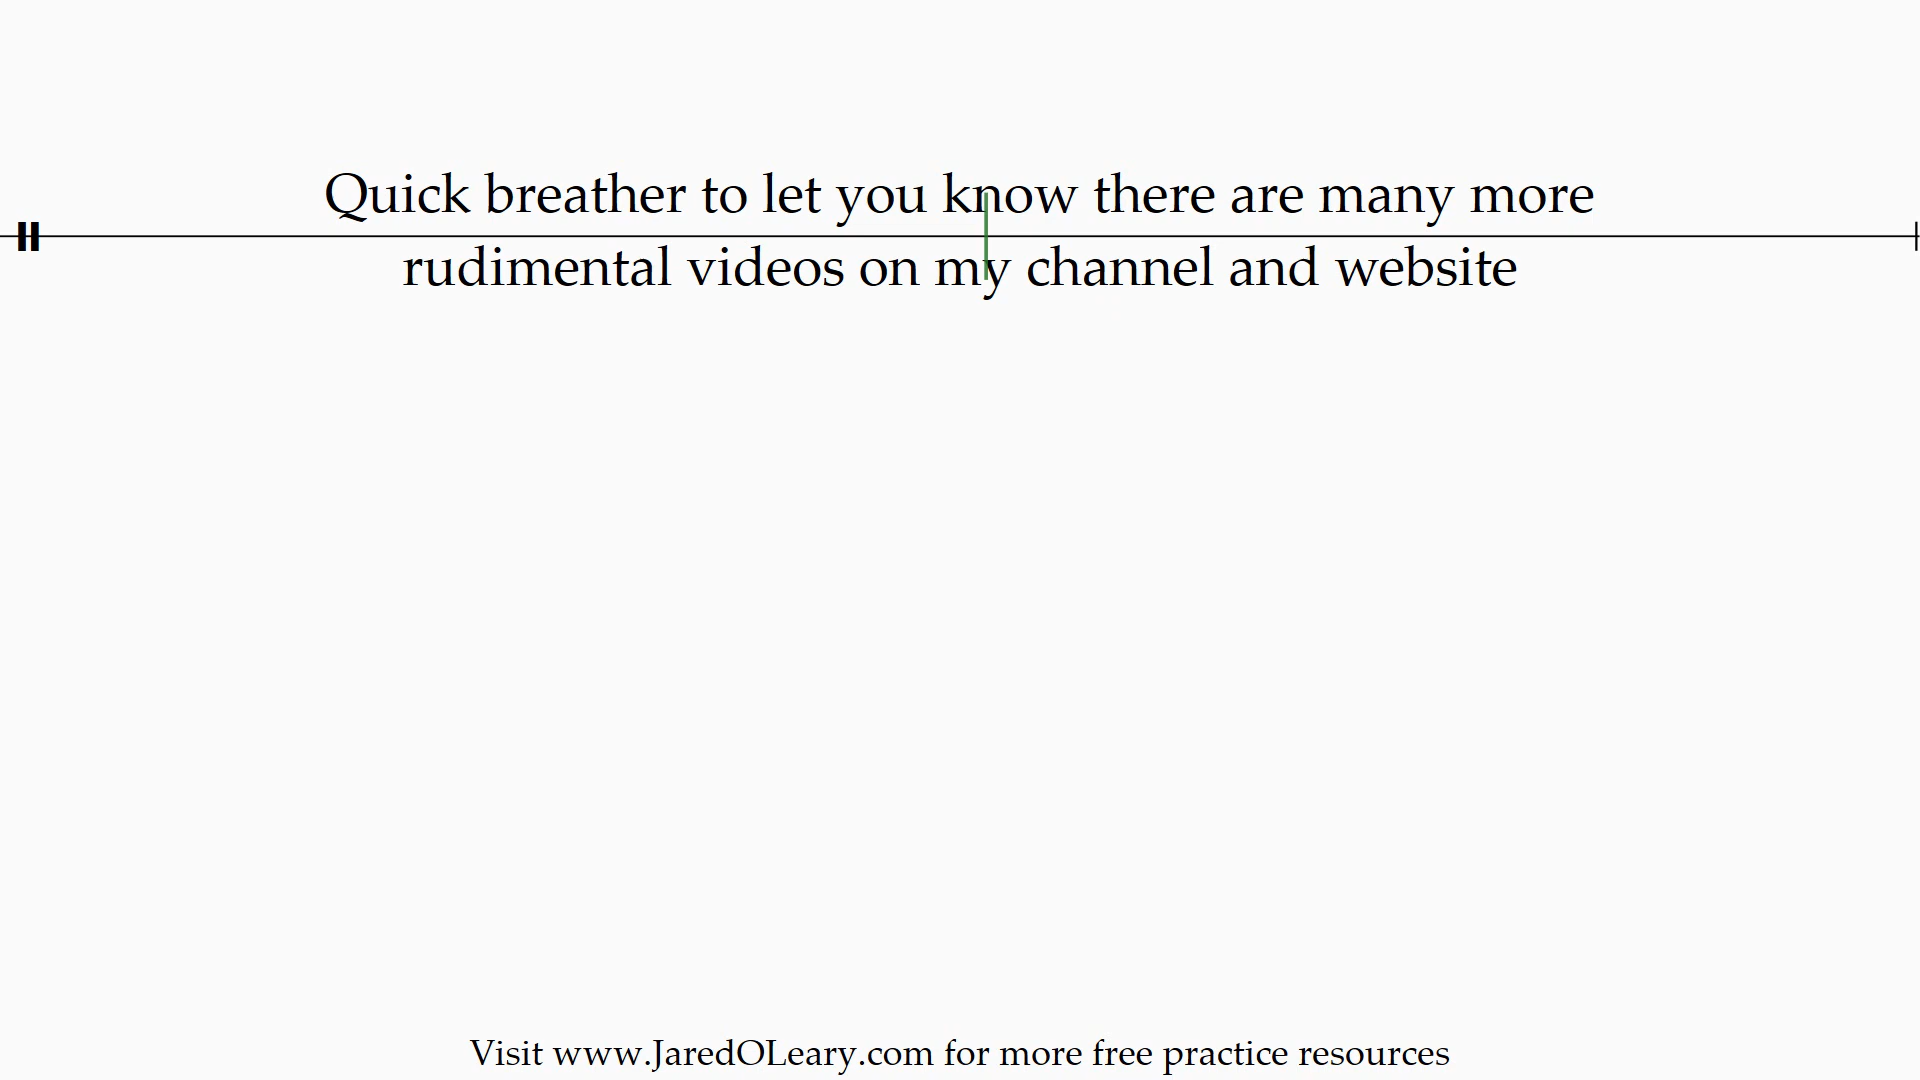 Quick breather to let you know there are many more
rudimental videos on my channel and website
Visit www.JaredOLeary.com for more free practice resources